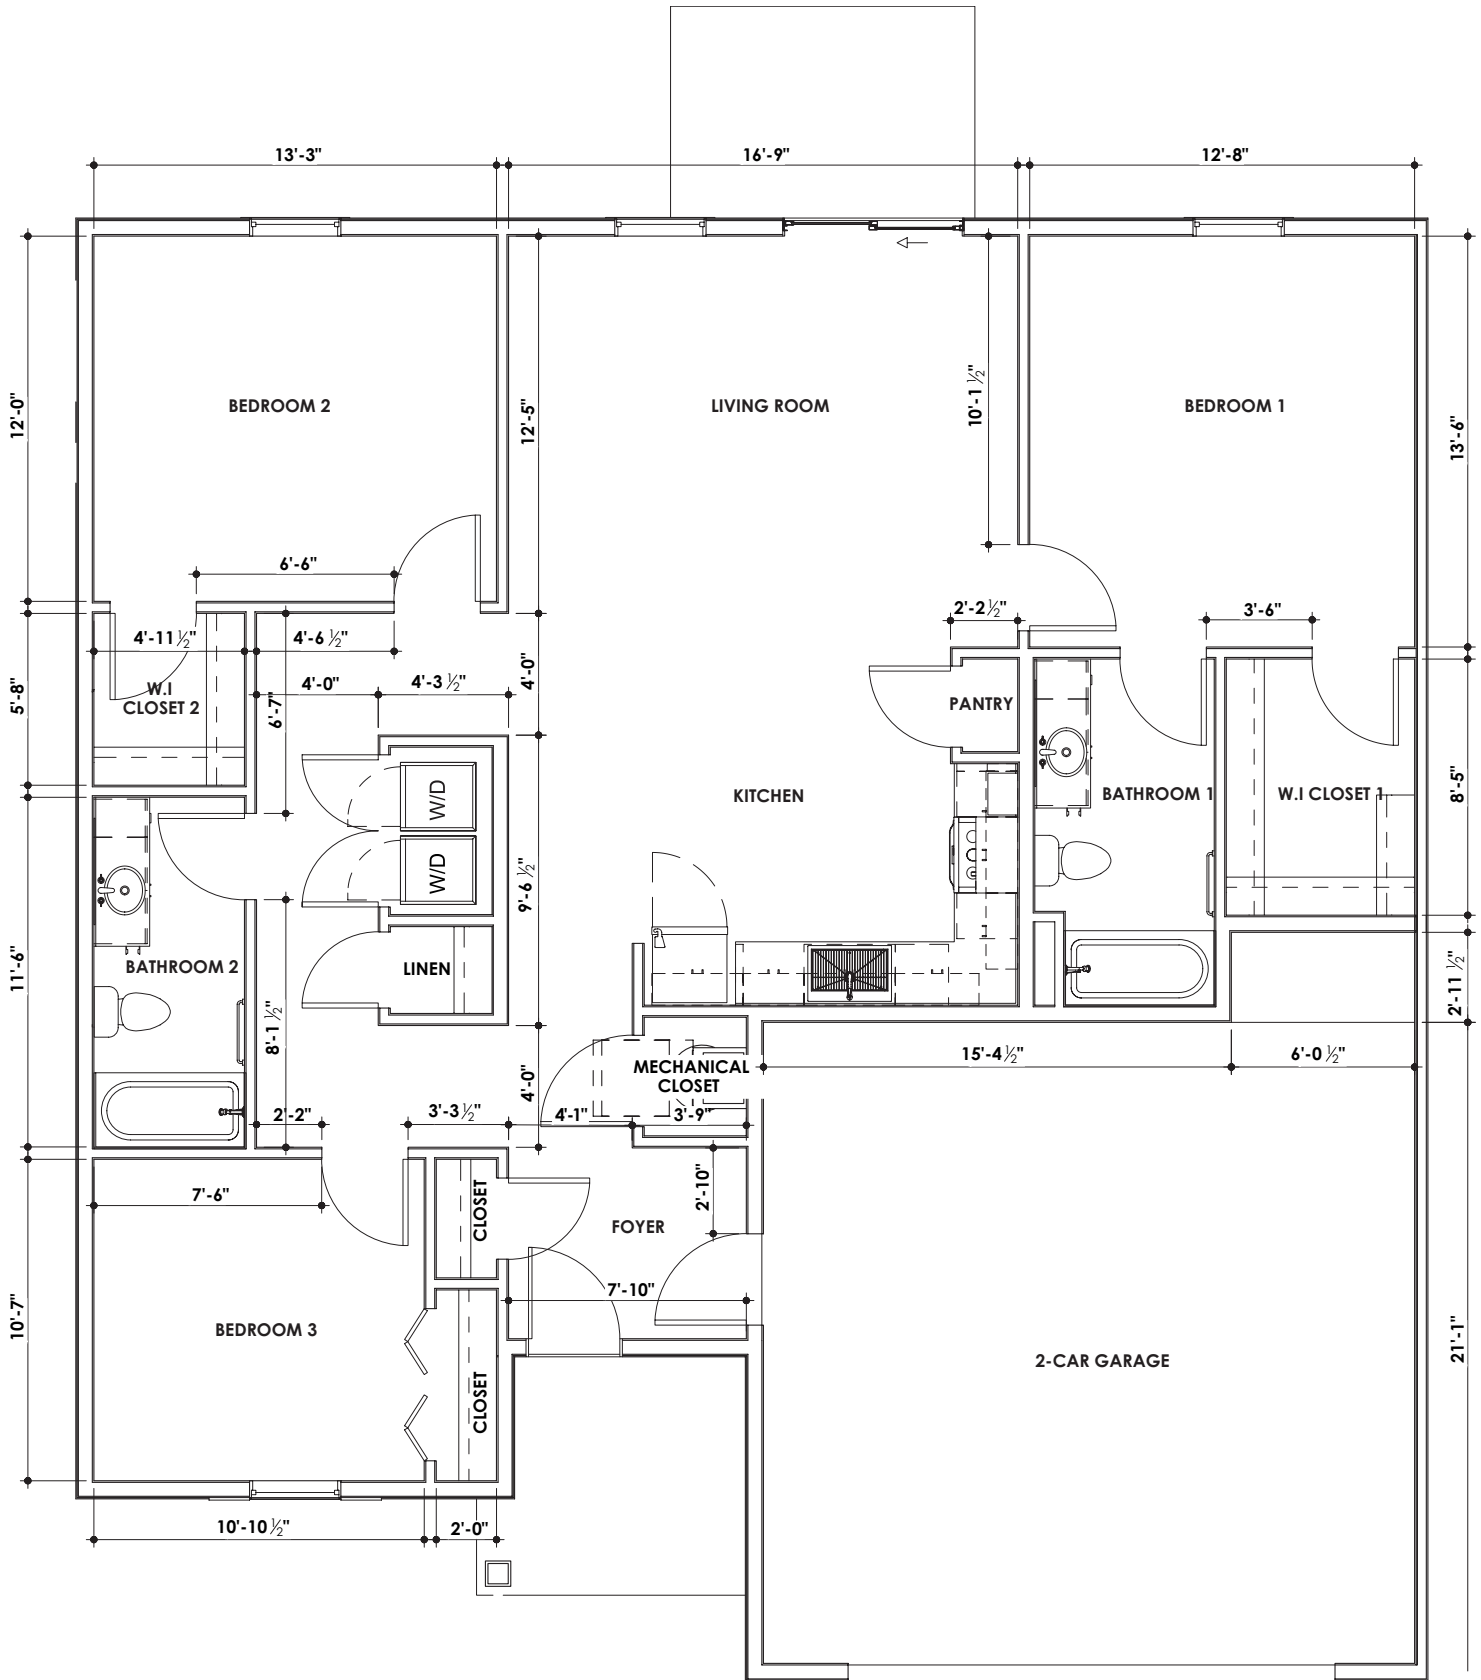 13'-3"
16'-9"
12'-8"
BEDROOM 2
LIVING ROOM
BEDROOM 1
12'-0"
12'-5"
10'-1 ½"
13'-6"
6'-6"
2'-2 ½"
3'-6"
4'-11 ½"
4'-6 ½"
4'-0"
5'-8"
W.I
CLOSET 2
4'-0"
4'-3 ½"
6'-7"
PANTRY
W/D
W/D
KITCHEN
BATHROOM 1
W.I CLOSET 1
8'-5"
9'-6 ½"
11'-6"
BATHROOM 2
LINEN
2'-11 ½"
8'-1 ½"
4'-0"
MECHANICAL
CLOSET
15'-4 ½"
6'-0 ½"
2'-2"
3'-3 ½"
4'-1"
3'-9"
7'-6"
CLOSET
2'-10"
FOYER
7'-10"
10'-7"
BEDROOM 3
CLOSET
2-CAR GARAGE
21'-1"
10'-10 ½"
2'-0"